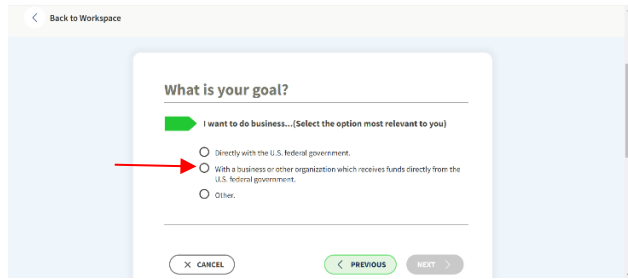 Back to Workspace
What is your goal?
I want to do business...(Select the option most relevant to you)
Directly with the U.S. federal government.
With a business or other organization which receives funds directly from the
U.S. federal government.
Other.
CANCEL
PREVIOUS
NEXT